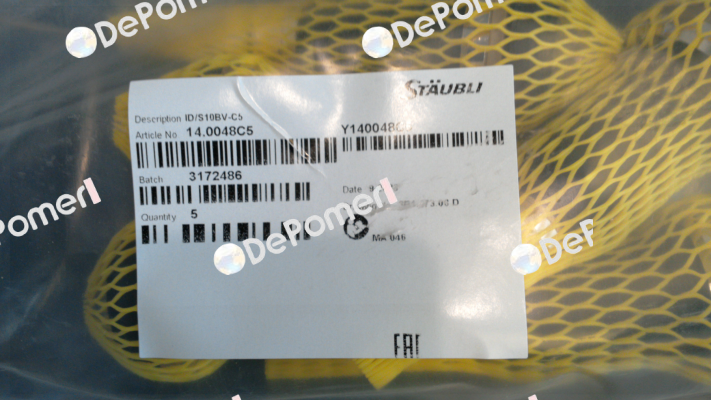 DePomerl
DePomerl
STÄUBLI
Description ID/S10BV-C5
Article No. 14.0048C5
Batch 3172486
Date
Quantity 5
DePomerl
DePomerl
DeP
MA 046
EAC